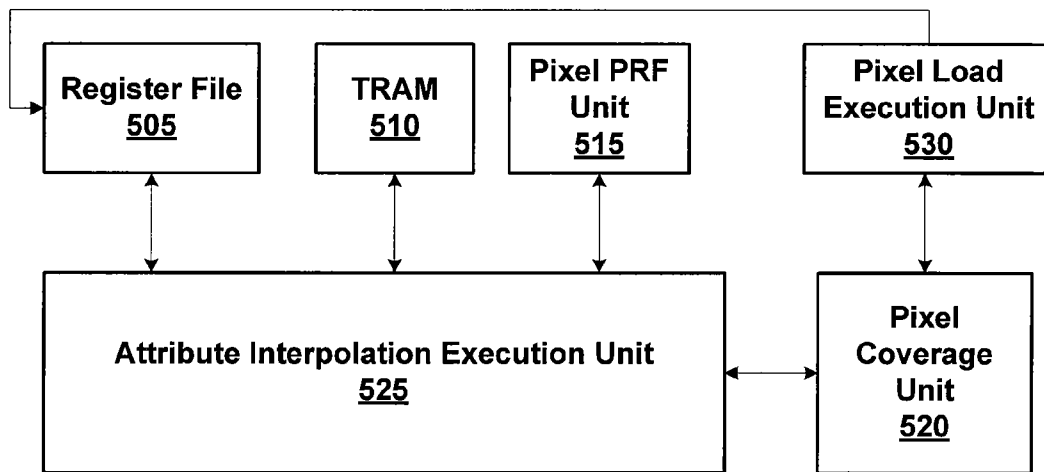 Register File
505
TRAM
510
Pixel PRF
Unit
515
Pixel Load
Execution Unit
530
Attribute Interpolation Execution Unit
525
Pixel
Coverage
Unit
520